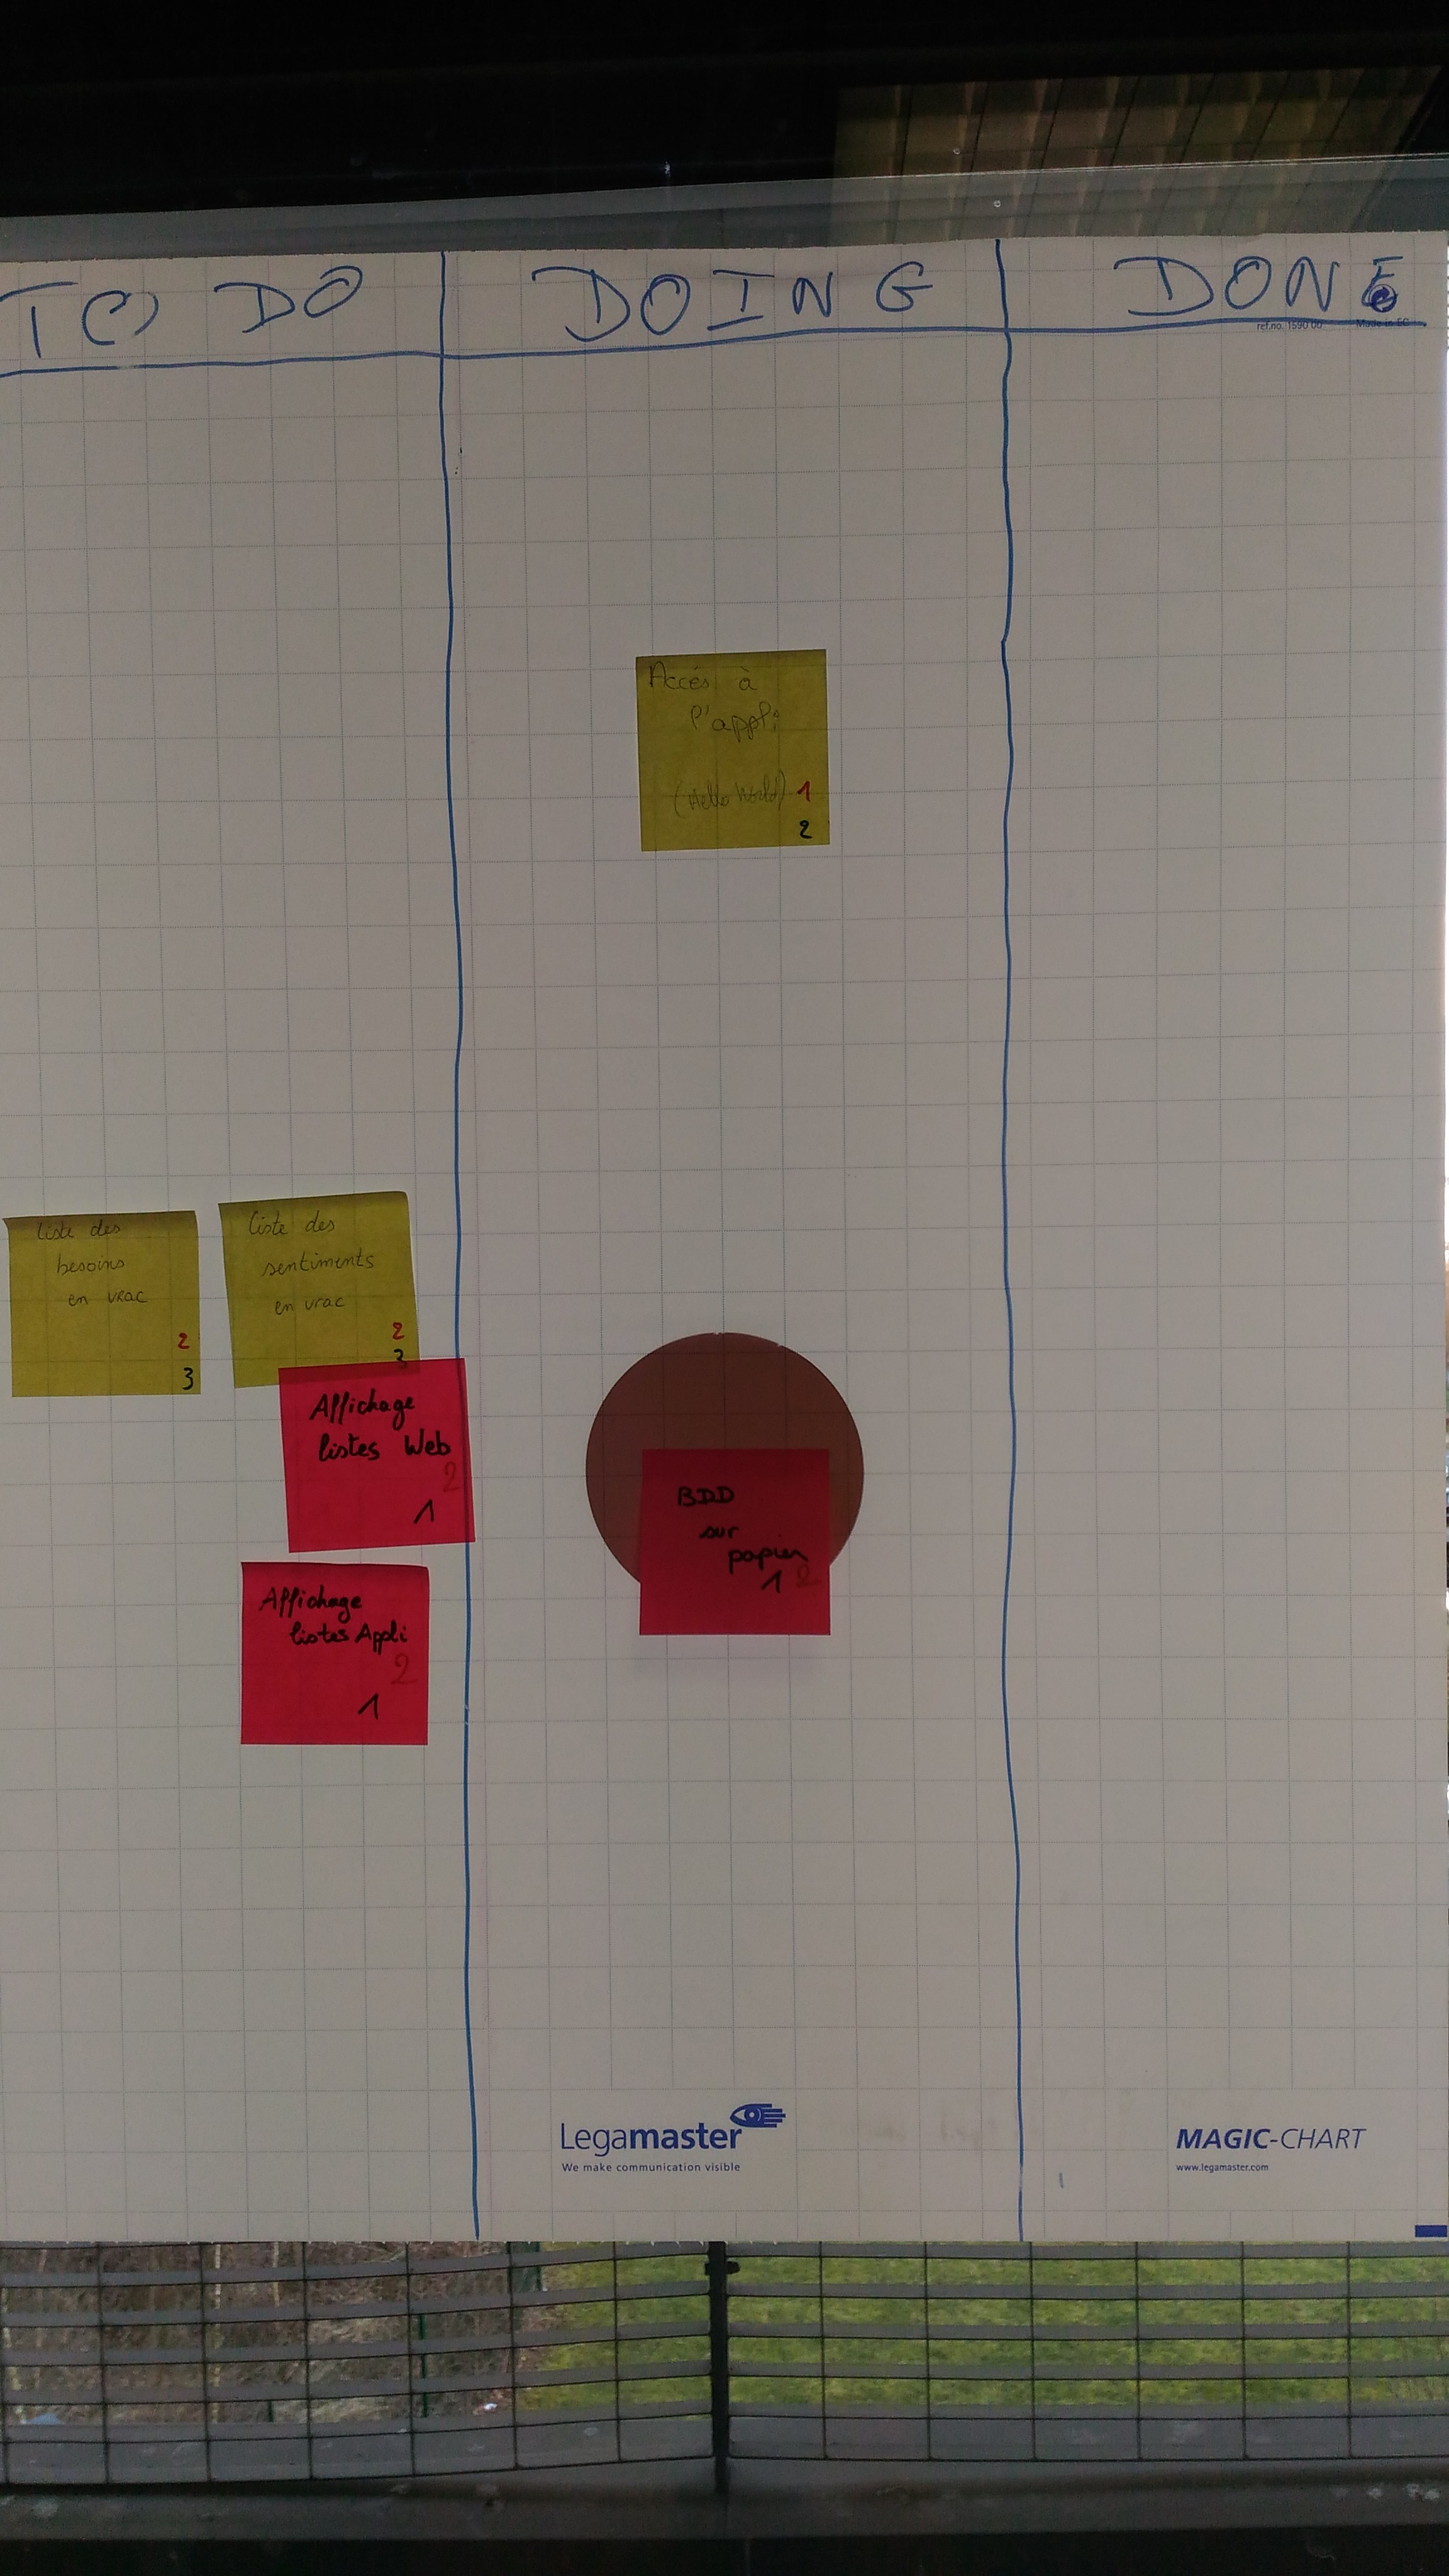 TO DO
DOING
DONE
ref.no. 1590 00
Made in EC
Accés à
l'appli
(Hello World) 1
2
liste des
besoins
en vrac
2
3
liste des
sentiments
en vrac
2
3
Affichage
listes Web
2
1
Affichage
listes Appli
2
1
BDD
sur
papier
1 2
Legamaster
We make communication visible
MAGIC-CHART
www.legamaster.com